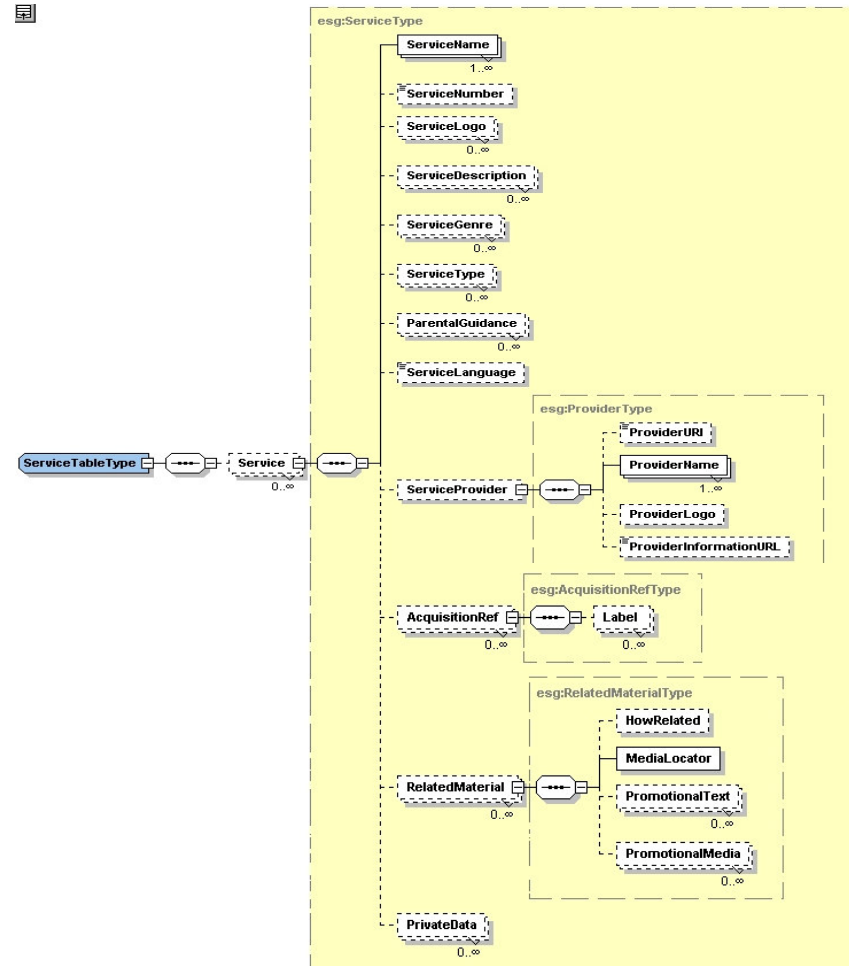 esg:ServiceType
ServiceName
1..∞
ServiceNumber
ServiceLogo
0..∞
ServiceDescription
0..∞
ServiceGenre
0..∞
ServiceType
0..∞
ParentalGuidance
0..∞
ServiceLanguage
esg:ProviderType
ProviderURI
ServiceTableType
Service
0..∞
ProviderName
1..∞
ServiceProvider
ProviderLogo
ProviderInformationURL
esg:AcquisitionRefType
AcquisitionRef
0..∞
Label
0..∞
esg:RelatedMaterialType
HowRelated
MediaLocator
RelatedMaterial
0..∞
PromotionalText
0..∞
PromotionalMedia
0..∞
PrivateData
0..∞